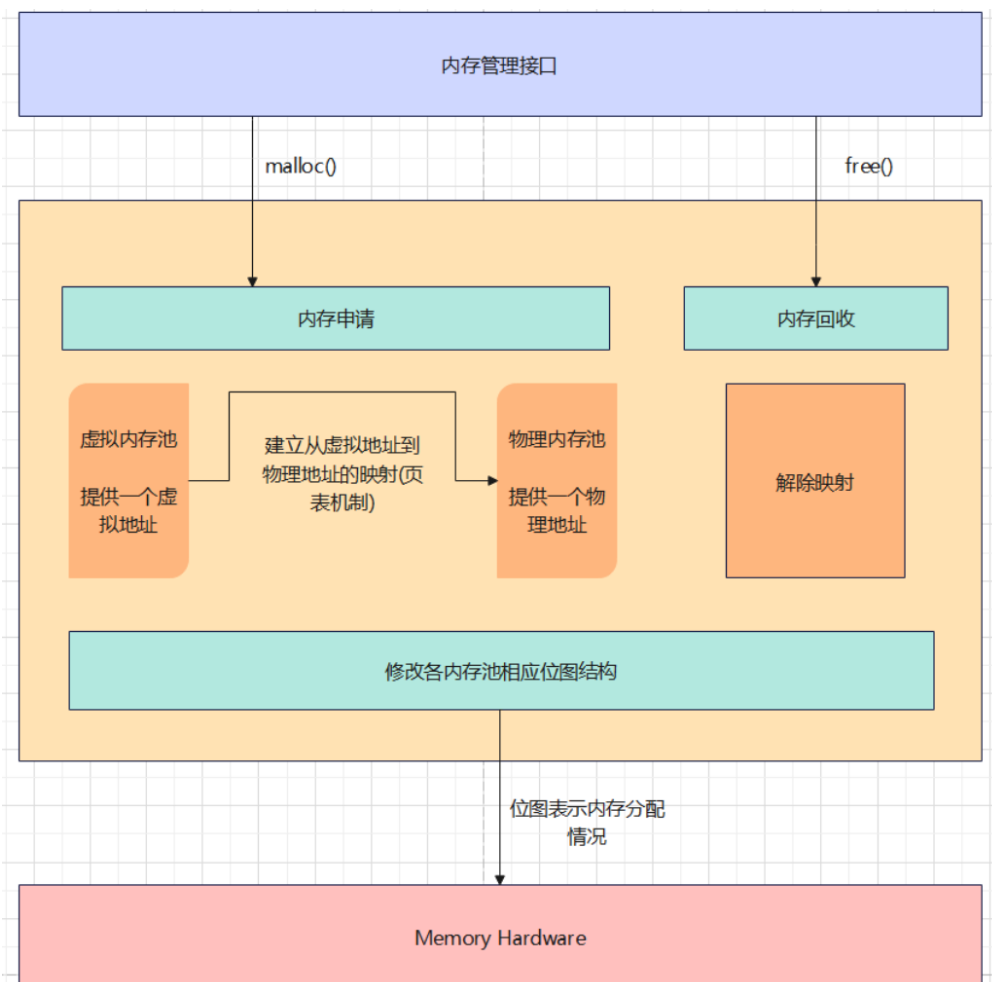 内存管理接口
malloc()
free()
内存申请
内存回收
虚拟内存池
提供一个虚
拟地址
建立从虚拟地址到
物理地址的映射(页
表机制)
物理内存池
提供一个物
理地址
解除映射
修改各内存池相应位图结构
位图表示内存分配
情况
Memory Hardware